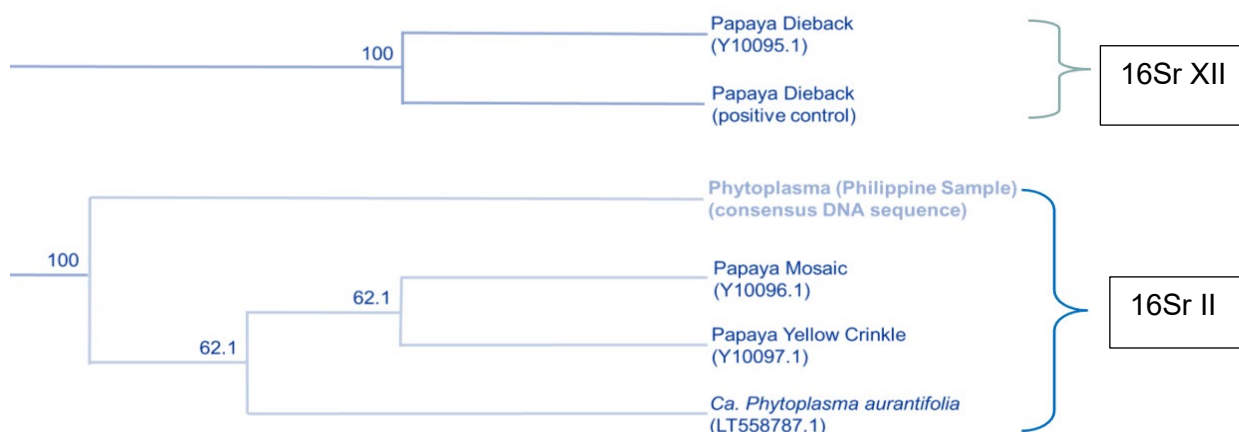 Papaya Dieback
(Y10095.1)
100
16Sr XII
Papaya Dieback
(positive control)
Phytoplasma (Philippine Sample)
(consensus DNA sequence)
100
Papaya Mosaic
(Y10096.1)
62.1
16Sr II
Papaya Yellow Crinkle
(Y10097.1)
62.1
Ca. Phytoplasma aurantifolia
(LT558787.1)